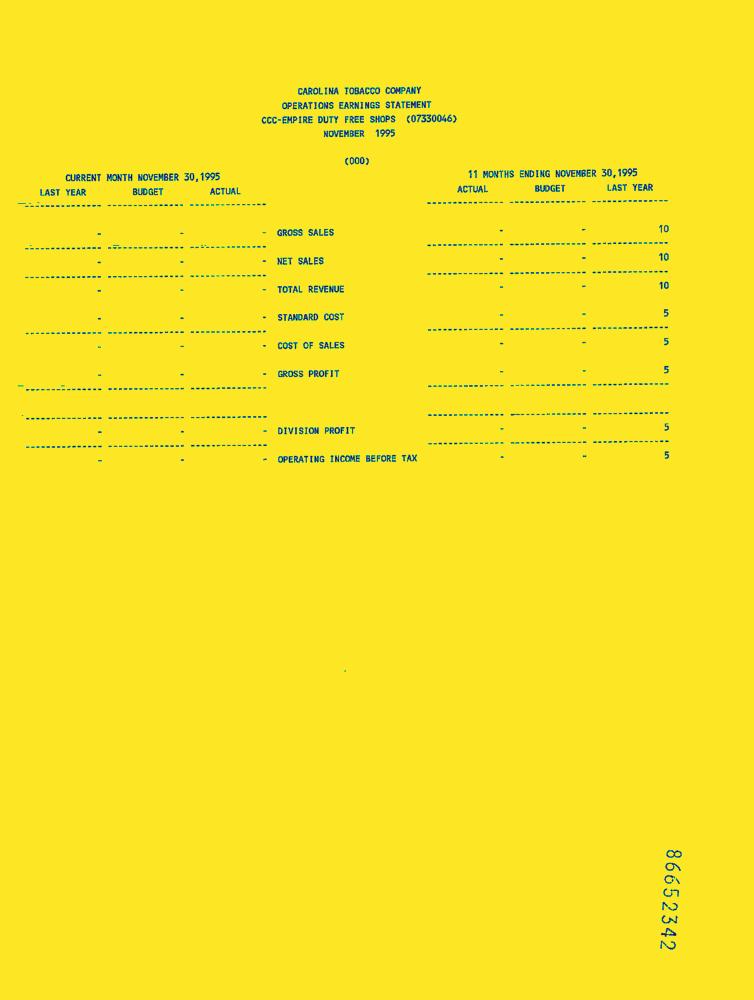 CAROLINA TOBACCO COMPANY
OPERATIONS EARNINGS STATEMENT
CCC-EMPIRE DUTY FREE SHOPS (07330046)
NOVEMBER 1995
(000)
CURRENT MONTH NOVEMBER 30,1995 11 MONTHS ENDING NOVEMBER 30,1995
LAST YEAR BUDGET ACTUAL ACTUAL BUDGET LAST YEAR
- - - GROSS SALES - - 10
- - - NET SALES - - 10
- - - TOTAL REVENUE - - 10
- - - STANDARD COST - - 5
- - - COST OF SALES - - 5
- - - GROSS PROFIT - - 5
- - - DIVISION PROFIT - - 5
- - - OPERATING INCOME BEFORE TAX - - 5
86652342